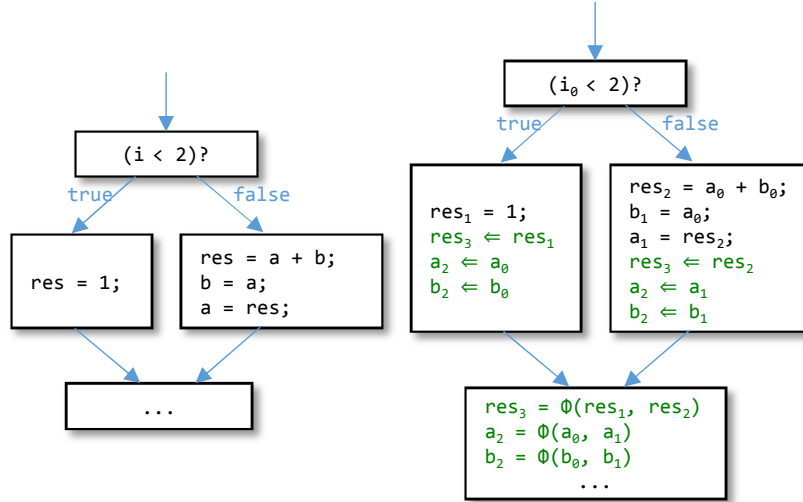 (i < 2)?
true
false
res = 1;
res = a + b;
b = a;
a = res;
...
(i₀ < 2)?
true
false
res₁ = 1;
res₃ ⇐ res₁
a₂ ⇐ a₀
b₂ ⇐ b₀
res₂ = a₀ + b₀;
b₁ = a₀;
a₁ = res₂;
res₃ ⇐ res₂
a₂ ⇐ a₁
b₂ ⇐ b₁
res₃ = Φ(res₁, res₂)
a₂ = Φ(a₀, a₁)
b₂ = Φ(b₀, b₁)
...